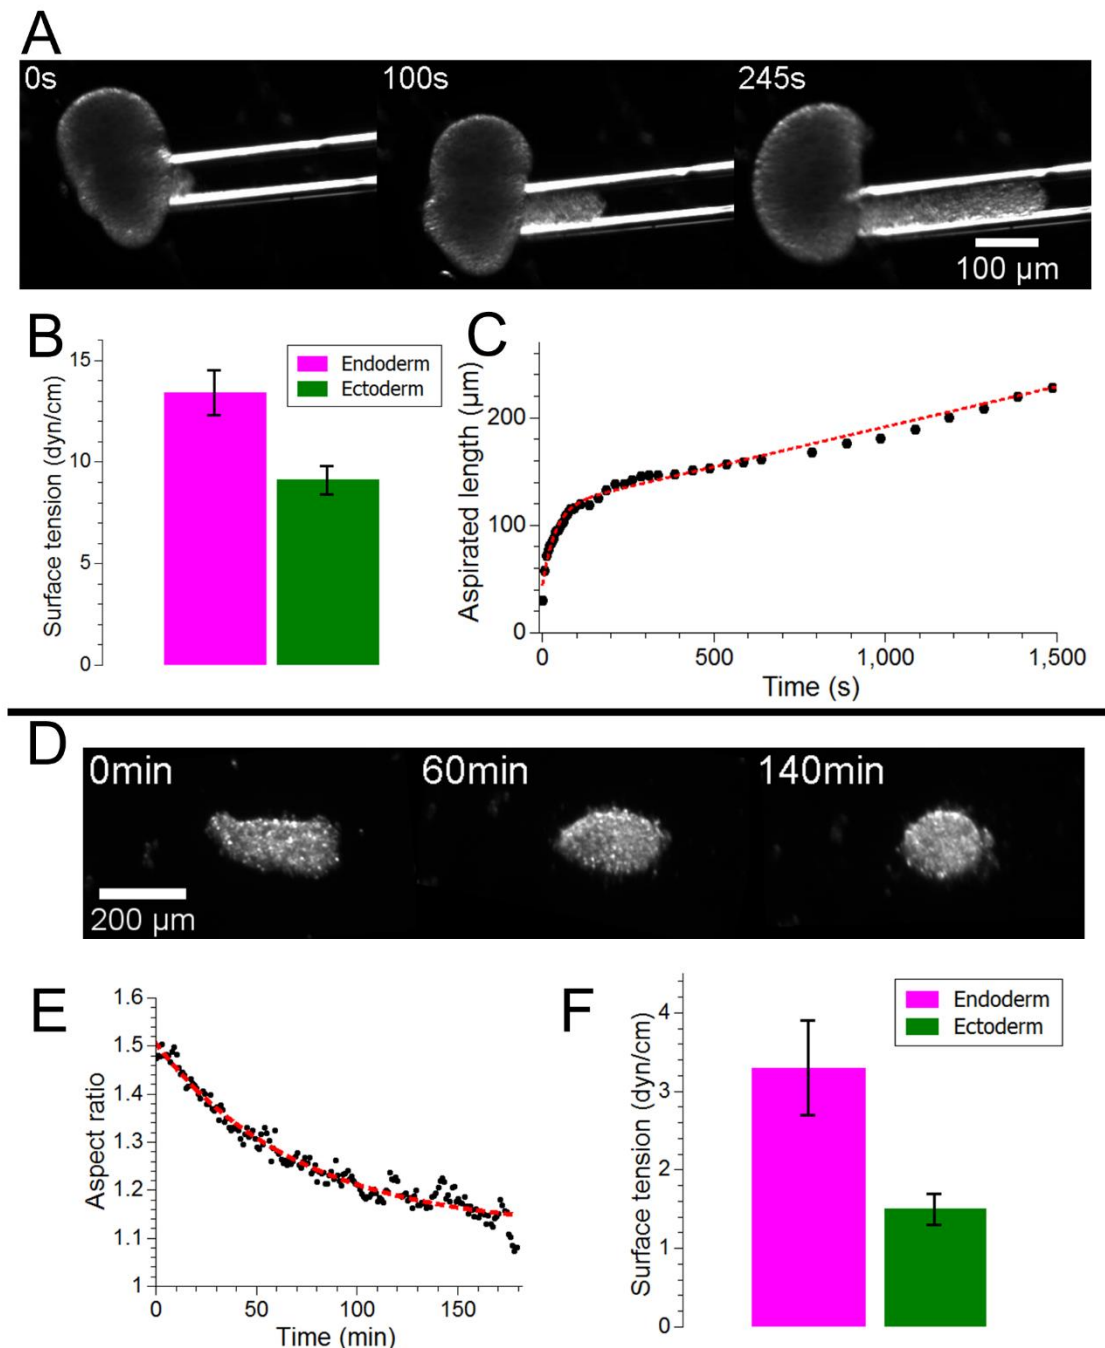 A
0s
100s
245s
100 µm
B
Surface tension (dyn/cm)
15
10
5
0
Endoderm
Ectoderm
C
Aspirated length (µm)
200
100
0
0
500
1,000
1,500
Time (s)
D
0min
60min
140min
200 µm
E
Aspect ratio
1.6
1.5
1.4
1.3
1.2
1.1
1
0
50
100
150
Time (min)
F
Surface tension (dyn/cm)
4
3
2
1
0
Endoderm
Ectoderm